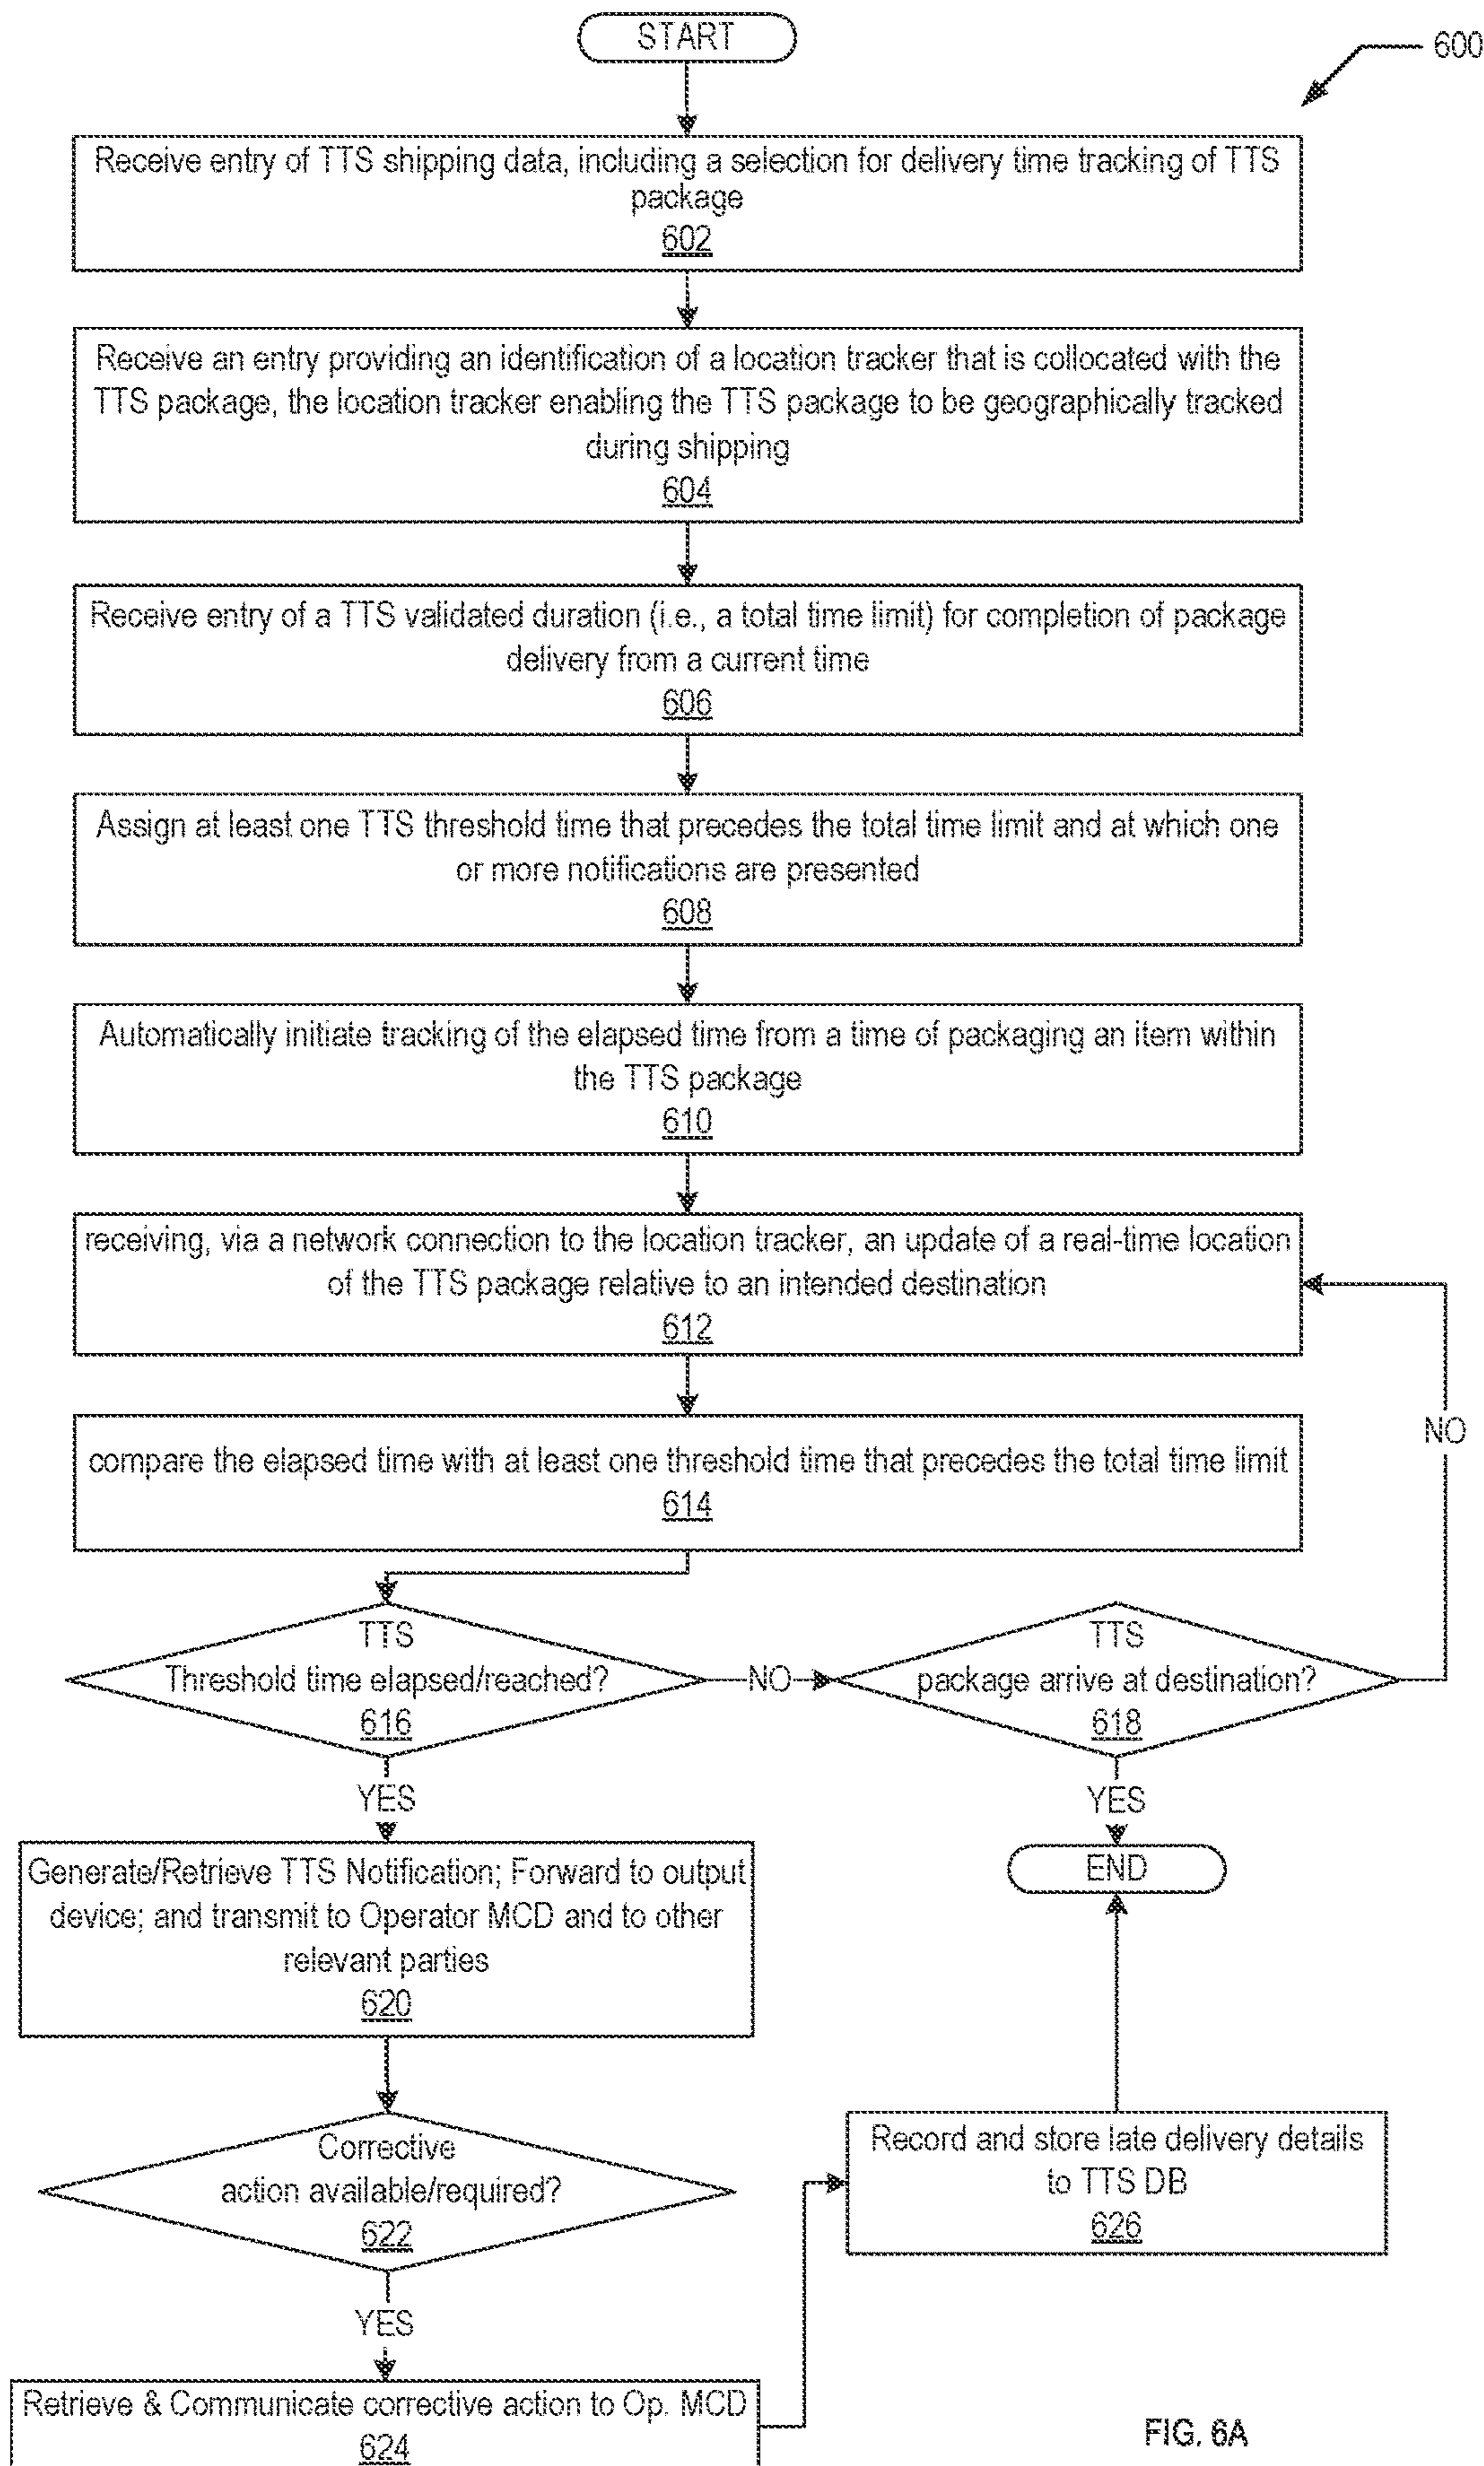 START
600
Receive entry of TTS shipping data, including a selection for delivery time tracking of TTS
package
602
Receive an entry providing an identification of a location tracker that is collocated with the
TTS package, the location tracker enabling the TTS package to be geographically tracked
during shipping
604
Receive entry of a TTS validated duration (i.e., a total time limit) for completion of package
delivery from a current time
606
Assign at least one TTS threshold time that precedes the total time limit and at which one
or more notifications are presented
608
Automatically initiate tracking of the elapsed time from a time of packaging an item within
the TTS package
610
receiving, via a network connection to the location tracker, an update of a real-time location
of the TTS package relative to an intended destination
612
compare the elapsed time with at least one threshold time that precedes the total time limit
614
NO
TTS
Threshold time elapsed/reached?
616
NO
TTS
package arrive at destination?
618
YES
YES
END
Generate/Retrieve TTS Notification; Forward to output
device; and transmit to Operator MCD and to other
relevant parties
620
Corrective
action available/required?
622
YES
Record and store late delivery details
to TTS DB
626
Retrieve & Communicate corrective action to Op. MCD
624
FIG. 6A